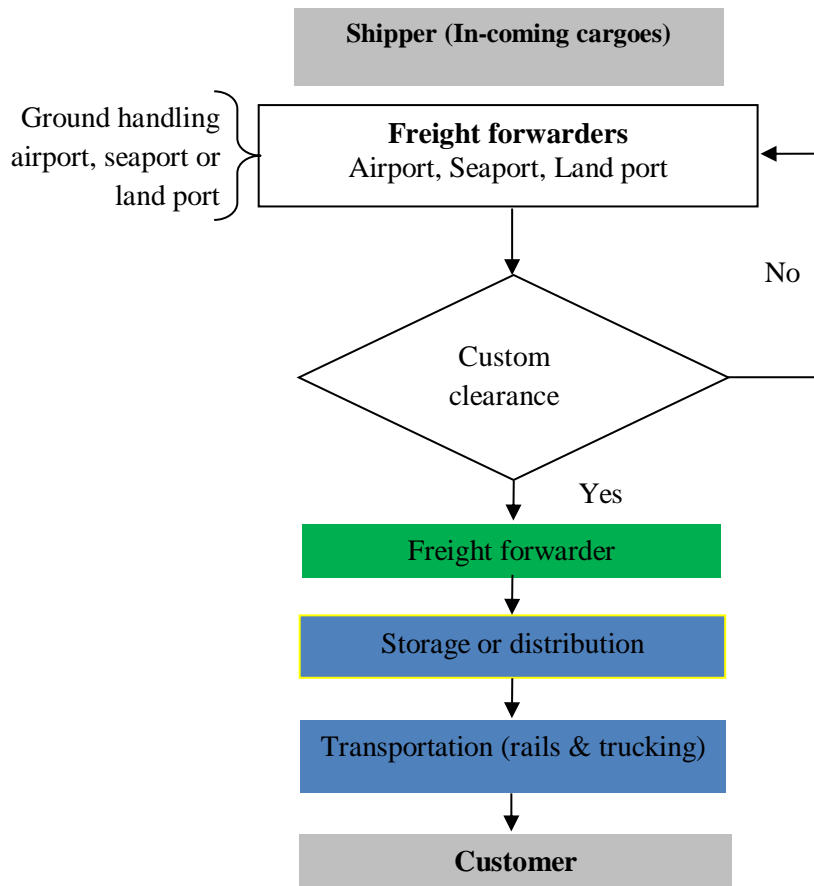 Shipper (In-coming cargoes)
Ground handling
airport, seaport or
land port
Freight forwarders
Airport, Seaport, Land port
No
Custom
clearance
Yes
Freight forwarder
Storage or distribution
Transportation (rails & trucking)
Customer